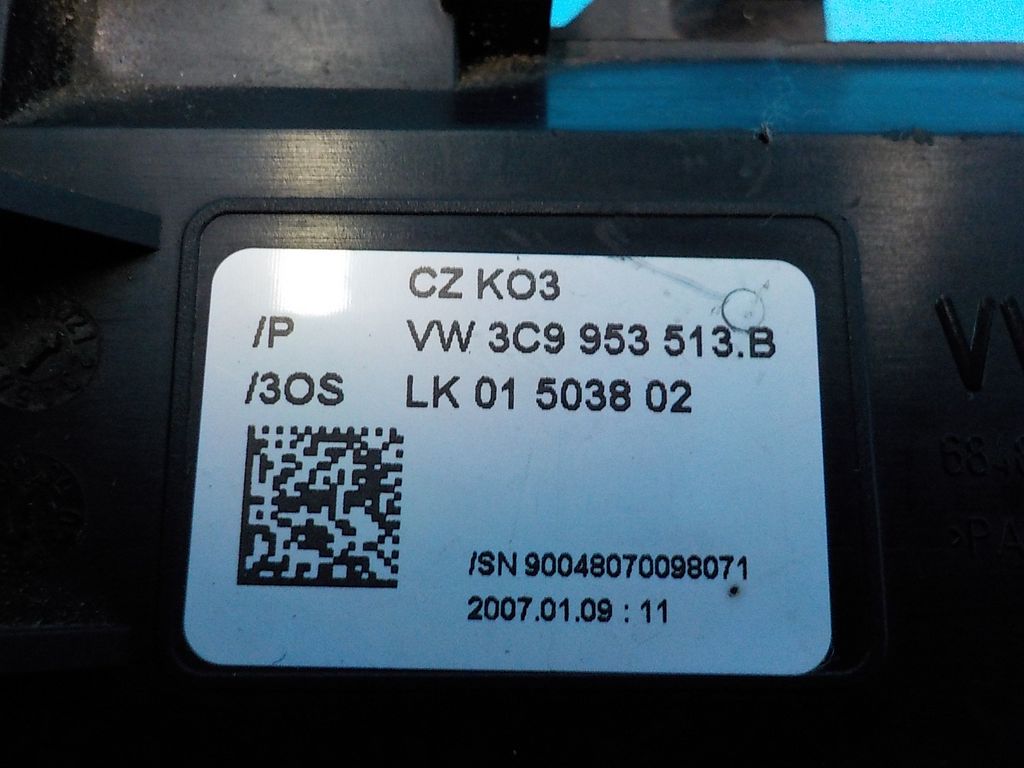 CZ KO3
/P VW 3C9 953 513.B
/3OS LK 01 5038 02
/SN 90048070098071
2007.01.09 : 11